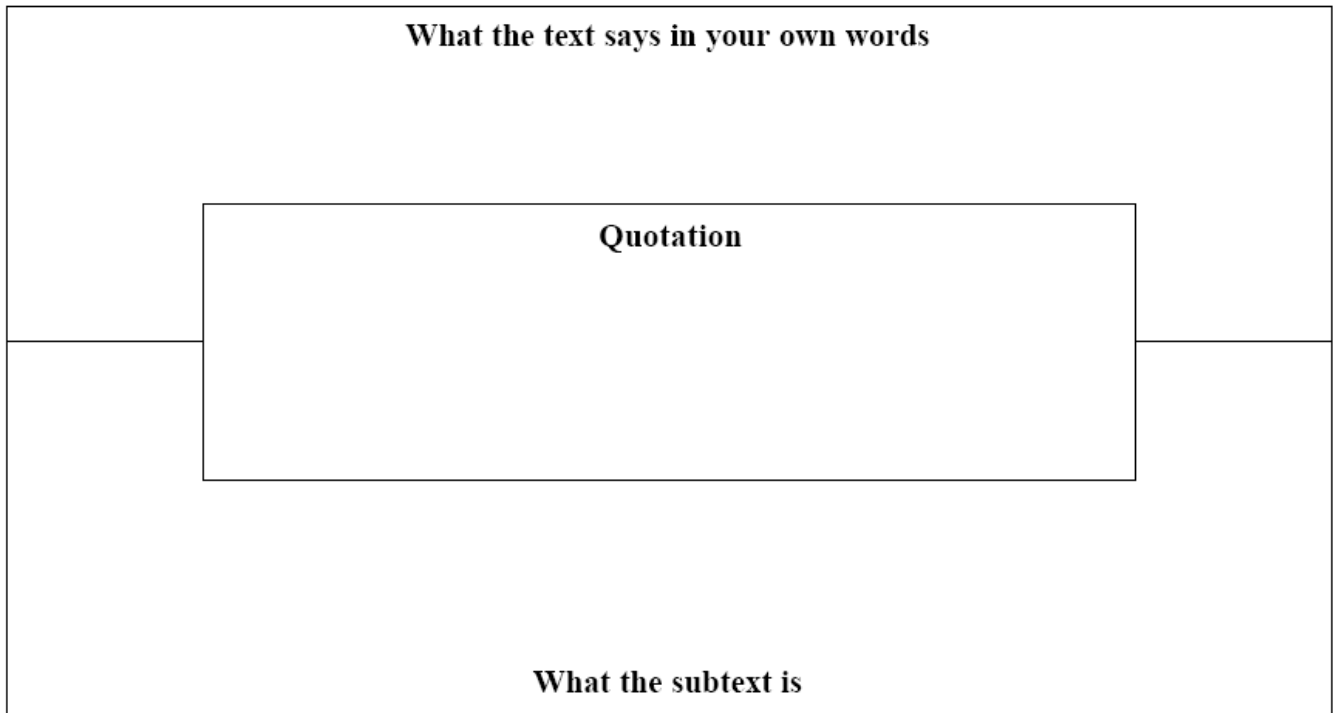 What the text says in your own words
Quotation
What the subtext is